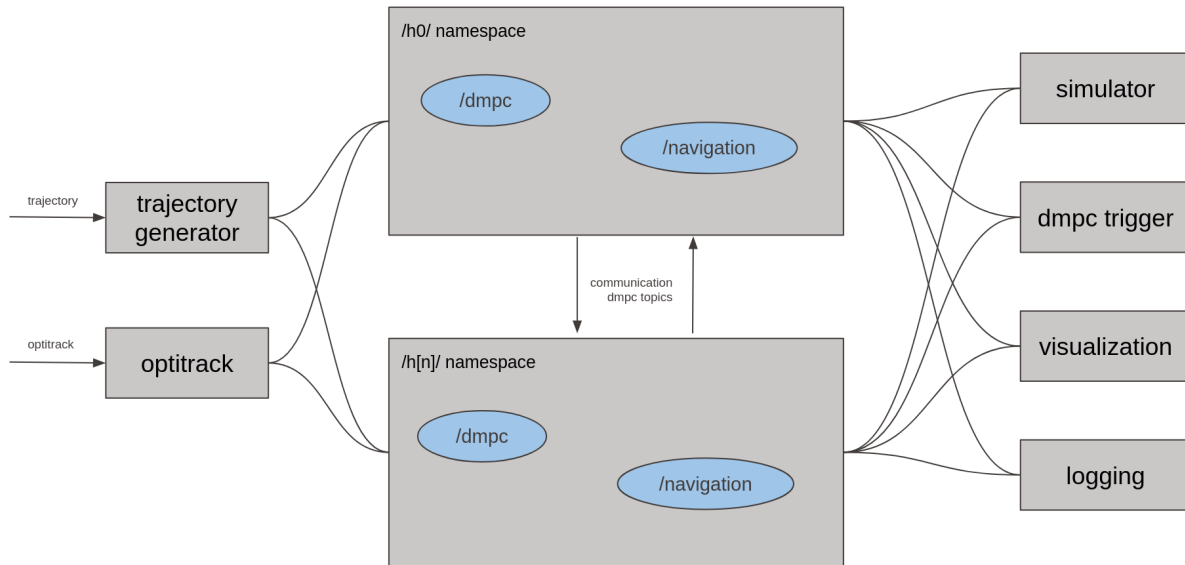 /h0/ namespace
/dmpc
/navigation
trajectory
trajectory
generator
optitrack
optitrack
communication
dmpc topics
/h[n]/ namespace
/dmpc
/navigation
simulator
dmpc trigger
visualization
logging